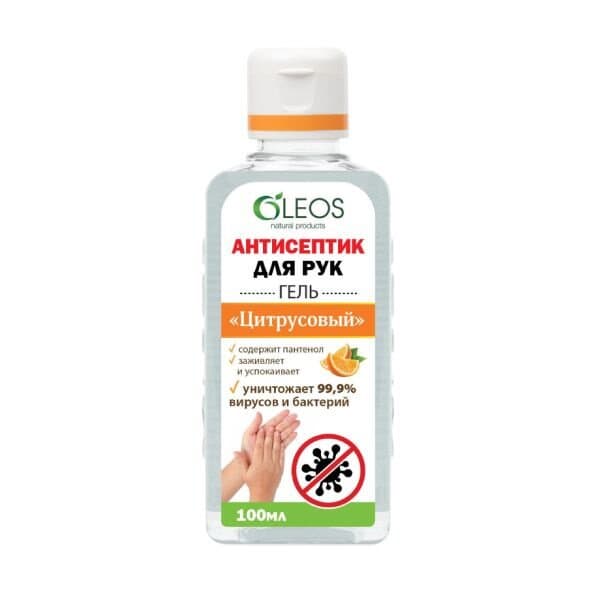 OLEOS
natural products
АНТИСЕПТИК
ДЛЯ РУК
ГЕЛЬ
«Цитрусовый»
✓ содержит пантенол
✓ заживляет
и успокаивает
✓ уничтожает 99,9%
вирусов и бактерий
100мл